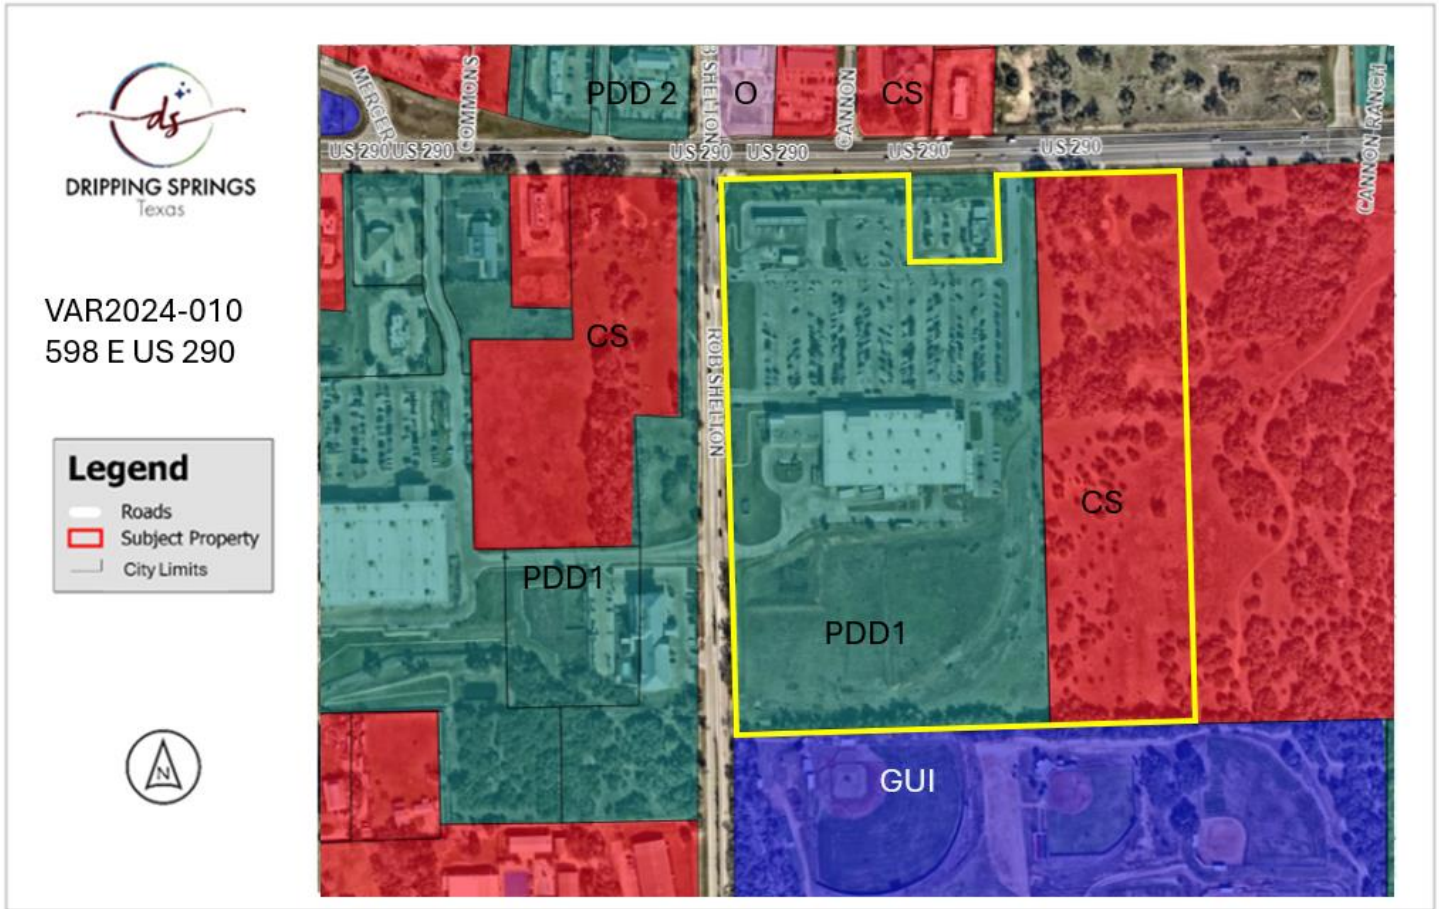 ds
DRIPPING SPRINGS
Texas
VAR2024-010
598 E US 290
Legend
Roads
Subject Property
City Limits
N
MERCER
COMMONS
PDD 2
B SHELTON
O
CANNON
CS
CANNON RANCH
US 290
US 290
US 290
US 290
US 290
US 290
CS
ROB SHELTON
CS
PDD1
PDD1
GUI